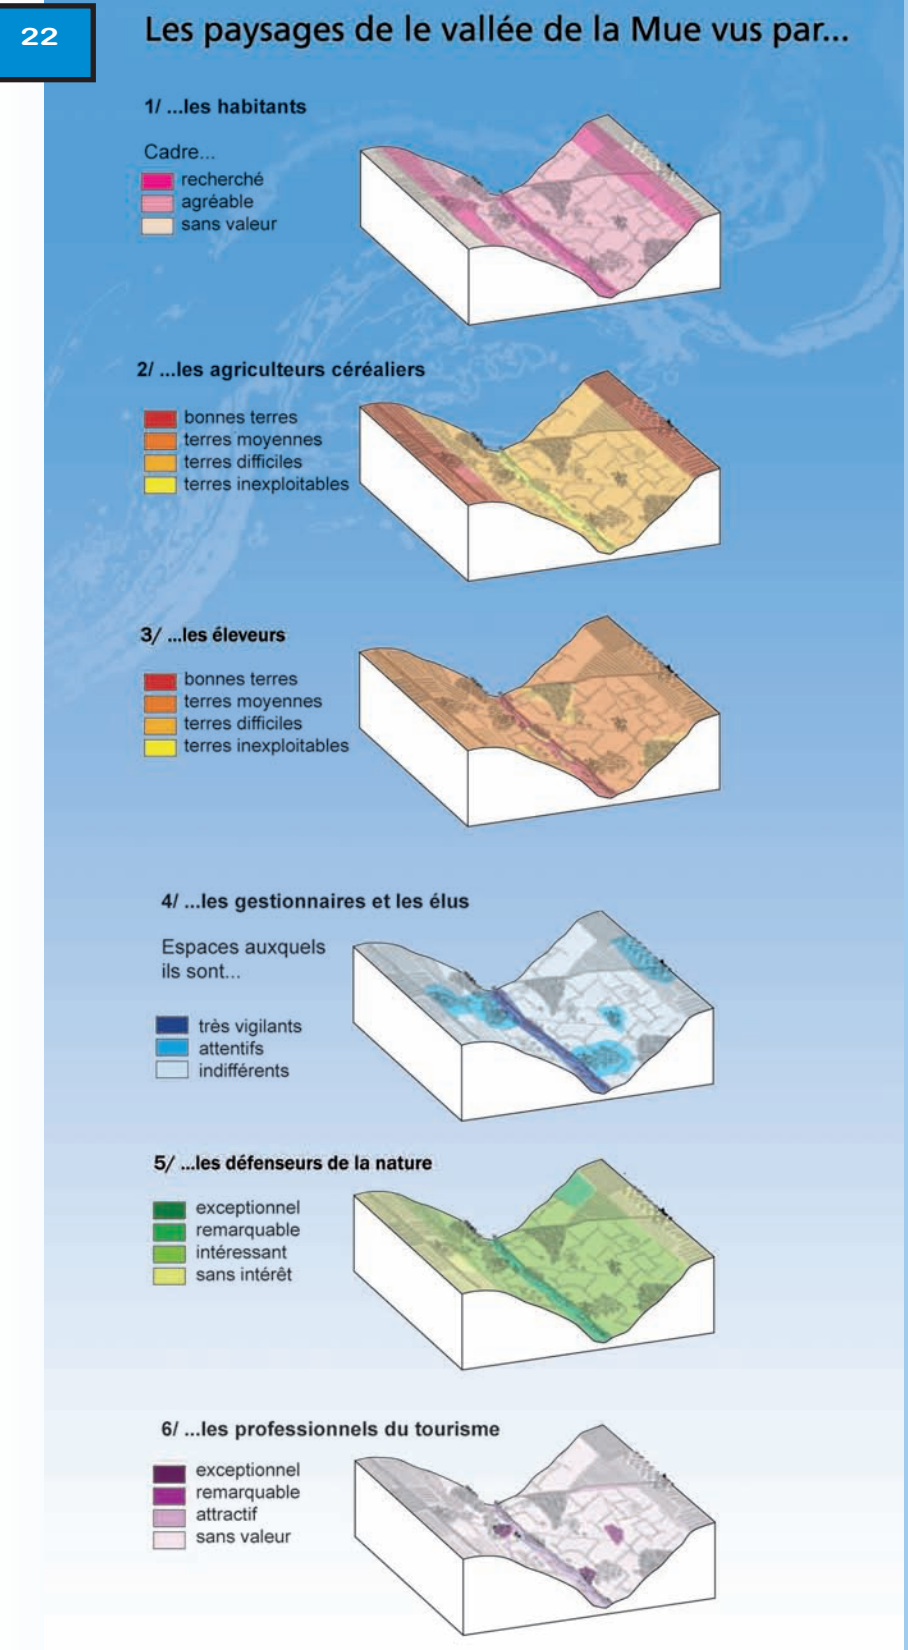 22
Les paysages de le vallée de la Mue vus par...
1/ ...les habitants
Cadre...
recherché
agréable
sans valeur
2/ ...les agriculteurs céréaliers
bonnes terres
terres moyennes
terres difficiles
terres inexploitables
3/ ...les éleveurs
bonnes terres
terres moyennes
terres difficiles
terres inexploitables
4/ ...les gestionnaires et les élus
Espaces auxquels
ils sont...
très vigilants
attentifs
indifférents
5/ ...les défenseurs de la nature
exceptionnel
remarquable
intéressant
sans intérêt
6/ ...les professionnels du tourisme
exceptionnel
remarquable
attractif
sans valeur